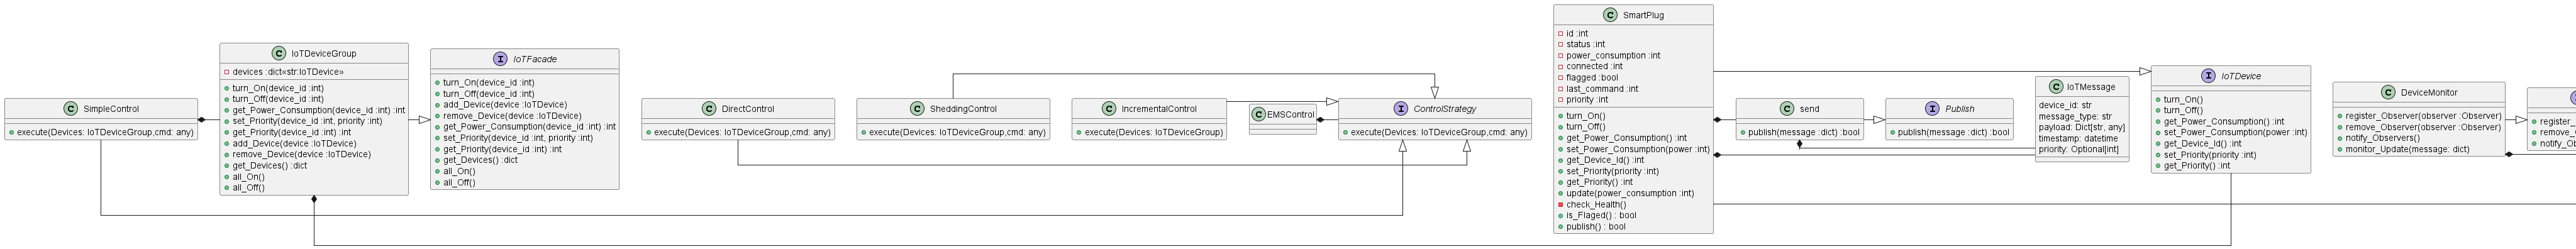 C SimpleControl
execute(Devices: IoTDeviceGroup,cmd: any)
C IoTDeviceGroup
devices :dict<<str:IoTDevice>>
turn_On(device_id :int)
turn_Off(device_id :int)
get_Power_Consumption(device_id :int) :int
set_Priority(device_id :int, priority :int)
get_Priority(device_id :int) :int
add_Device(device :IoTDevice)
remove_Device(device :IoTDevice)
get_Devices() :dict
all_On()
all_Off()
I IoTFacade
turn_On(device_id :int)
turn_Off(device_id :int)
add_Device(device :IoTDevice)
remove_Device(device :IoTDevice)
get_Power_Consumption(device_id :int) :int
set_Priority(device_id :int, priority :int)
get_Priority(device_id :int) :int
get_Devices() :dict
all_On()
all_Off()
C DirectControl
execute(Devices: IoTDeviceGroup,cmd: any)
C SheddingControl
execute(Devices: IoTDeviceGroup,cmd: any)
C IncrementalControl
execute(Devices: IoTDeviceGroup)
C EMSControl
I ControlStrategy
execute(Devices: IoTDeviceGroup,cmd: any)
C SmartPlug
id :int
status :int
power_consumption :int
connected :int
flagged :bool
last_command :int
priority :int
turn_On()
turn_Off()
get_Power_Consumption() :int
set_Power_Consumption(power :int)
get_Device_Id() :int
set_Priority(priority :int)
get_Priority() :int
update(power_consumption :int)
check_Health()
is_Flaged() : bool
publish() : bool
C send
publish(message :dict) :bool
I Publish
publish(message :dict) :bool
C IoTMessage
device_id: str
message_type: str
payload: Dict[str, any]
timestamp: datetime
priority: Optional[int]
I IoTDevice
turn_On()
turn_Off()
get_Power_Consumption() :int
set_Power_Consumption(power :int)
get_Device_Id() :int
set_Priority(priority :int)
get_Priority() :int
C DeviceMonitor
register_Observer(observer :Observer)
remove_Observer(observer :Observer)
notify_Observers()
monitor_Update(message: dict)
register_
remove_
notify_Ob